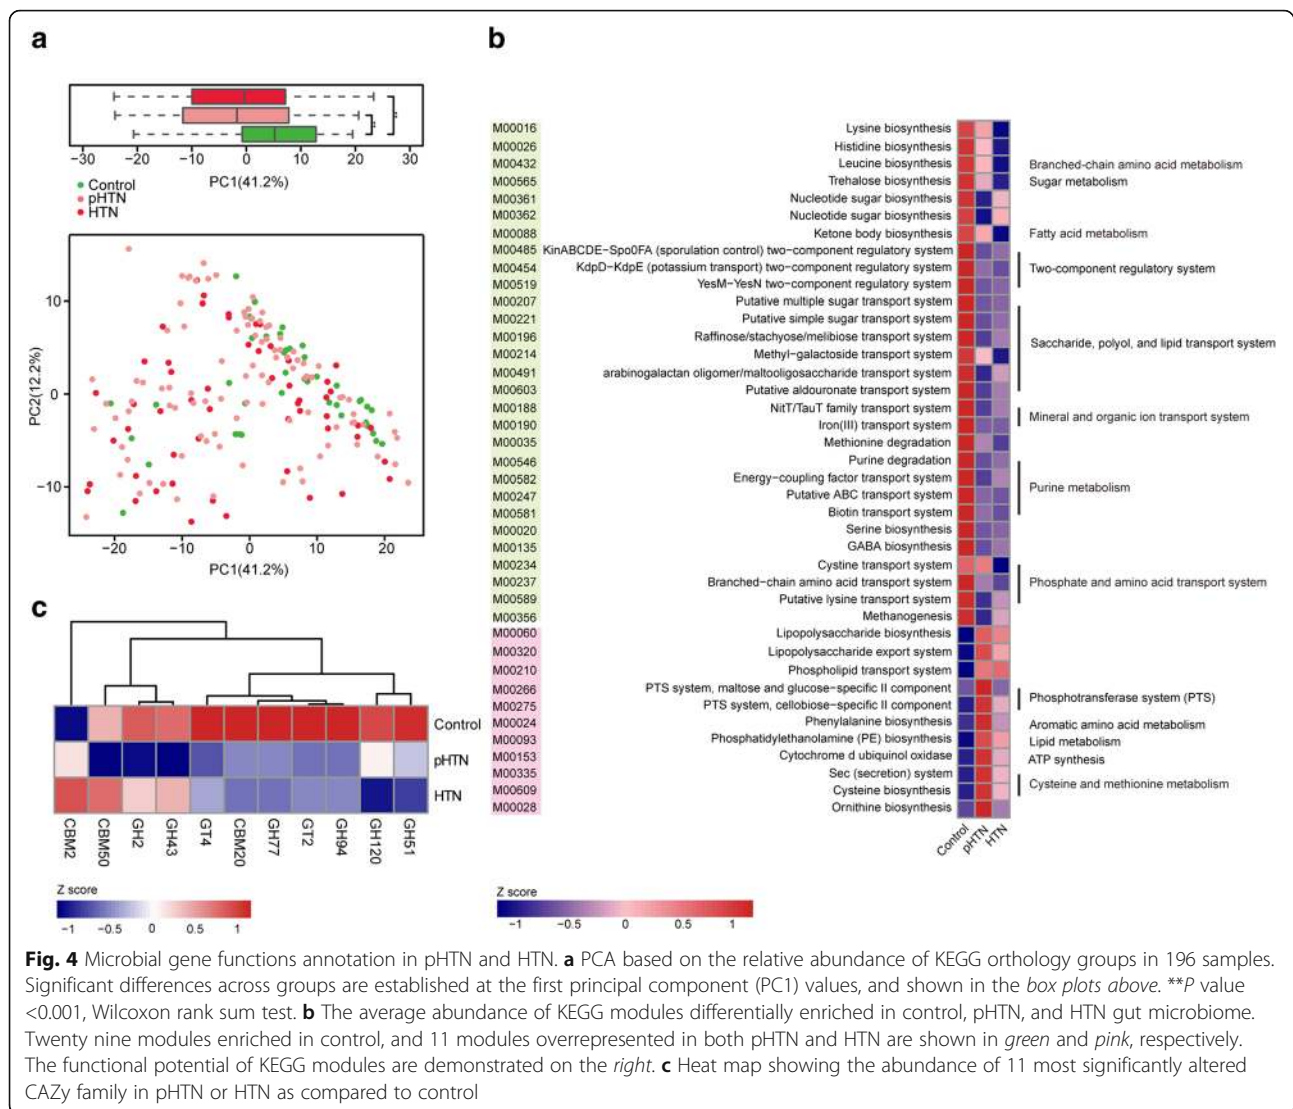 a
−30 −20 −10 0 10 20 30
PC1(41.2%)
Control
pHTN
HTN
10
0
−10
PC2(12.2%)
−20 −10 0 10 20
PC1(41.2%)
b
M00016 Lysine biosynthesis
M00026 Histidine biosynthesis
M00432 Leucine biosynthesis Branched−chain amino acid metabolism
M00565 Trehalose biosynthesis Sugar metabolism
M00361 Nucleotide sugar biosynthesis
M00362 Nucleotide sugar biosynthesis
M00088 Ketone body biosynthesis Fatty acid metabolism
M00485 KinABCDE−Spo0FA (sporulation control) two−component regulatory system
M00454 KdpD−KdpE (potassium transport) two−component regulatory system Two−component regulatory system
M00519 YesM−YesN two−component regulatory system
M00207 Putative multiple sugar transport system
M00221 Putative simple sugar transport system
M00196 Raffinose/stachyose/melibiose transport system Saccharide, polyol, and lipid transport system
M00214 Methyl−galactoside transport system
M00491 arabinogalactan oligomer/maltooligosaccharide transport system
M00603 Putative aldouronate transport system
M00188 NitT/TauT family transport system Mineral and organic ion transport system
M00190 Iron(III) transport system
M00035 Methionine degradation
M00546 Purine degradation
M00582 Energy−coupling factor transport system Purine metabolism
M00247 Putative ABC transport system
M00581 Biotin transport system
M00020 Serine biosynthesis
M00135 GABA biosynthesis
M00234 Cystine transport system
M00237 Branched−chain amino acid transport system Phosphate and amino acid transport system
M00589 Putative lysine transport system
M00356 Methanogenesis
M00060 Lipopolysaccharide biosynthesis
M00320 Lipopolysaccharide export system
M00210 Phospholipid transport system
M00266 PTS system, maltose and glucose−specific II component Phosphotransferase system (PTS)
M00275 PTS system, cellobiose−specific II component
M00024 Phenylalanine biosynthesis Aromatic amino acid metabolism
M00093 Phosphatidylethanolamine (PE) biosynthesis Lipid metabolism
M00153 Cytochrome d ubiquinol oxidase ATP synthesis
M00335 Sec (secretion) system Cysteine and methionine metabolism
M00609 Cysteine biosynthesis
M00028 Ornithine biosynthesis
Control pHTN HTN
Z score
−1 −0.5 0 0.5 1
c
Control
pHTN
HTN
CBM2 CBM50 GH2 GH43 GT4 CBM20 GH77 GT2 GH94 GH120 GH51
Z score
−1 −0.5 0 0.5 1
Fig. 4 Microbial gene functions annotation in pHTN and HTN. a PCA based on the relative abundance of KEGG orthology groups in 196 samples.
Significant differences across groups are established at the first principal component (PC1) values, and shown in the box plots above. **P value
<0.001, Wilcoxon rank sum test. b The average abundance of KEGG modules differentially enriched in control, pHTN, and HTN gut microbiome.
Twenty nine modules enriched in control, and 11 modules overrepresented in both pHTN and HTN are shown in green and pink, respectively.
The functional potential of KEGG modules are demonstrated on the right. c Heat map showing the abundance of 11 most significantly altered
CAZy family in pHTN or HTN as compared to control